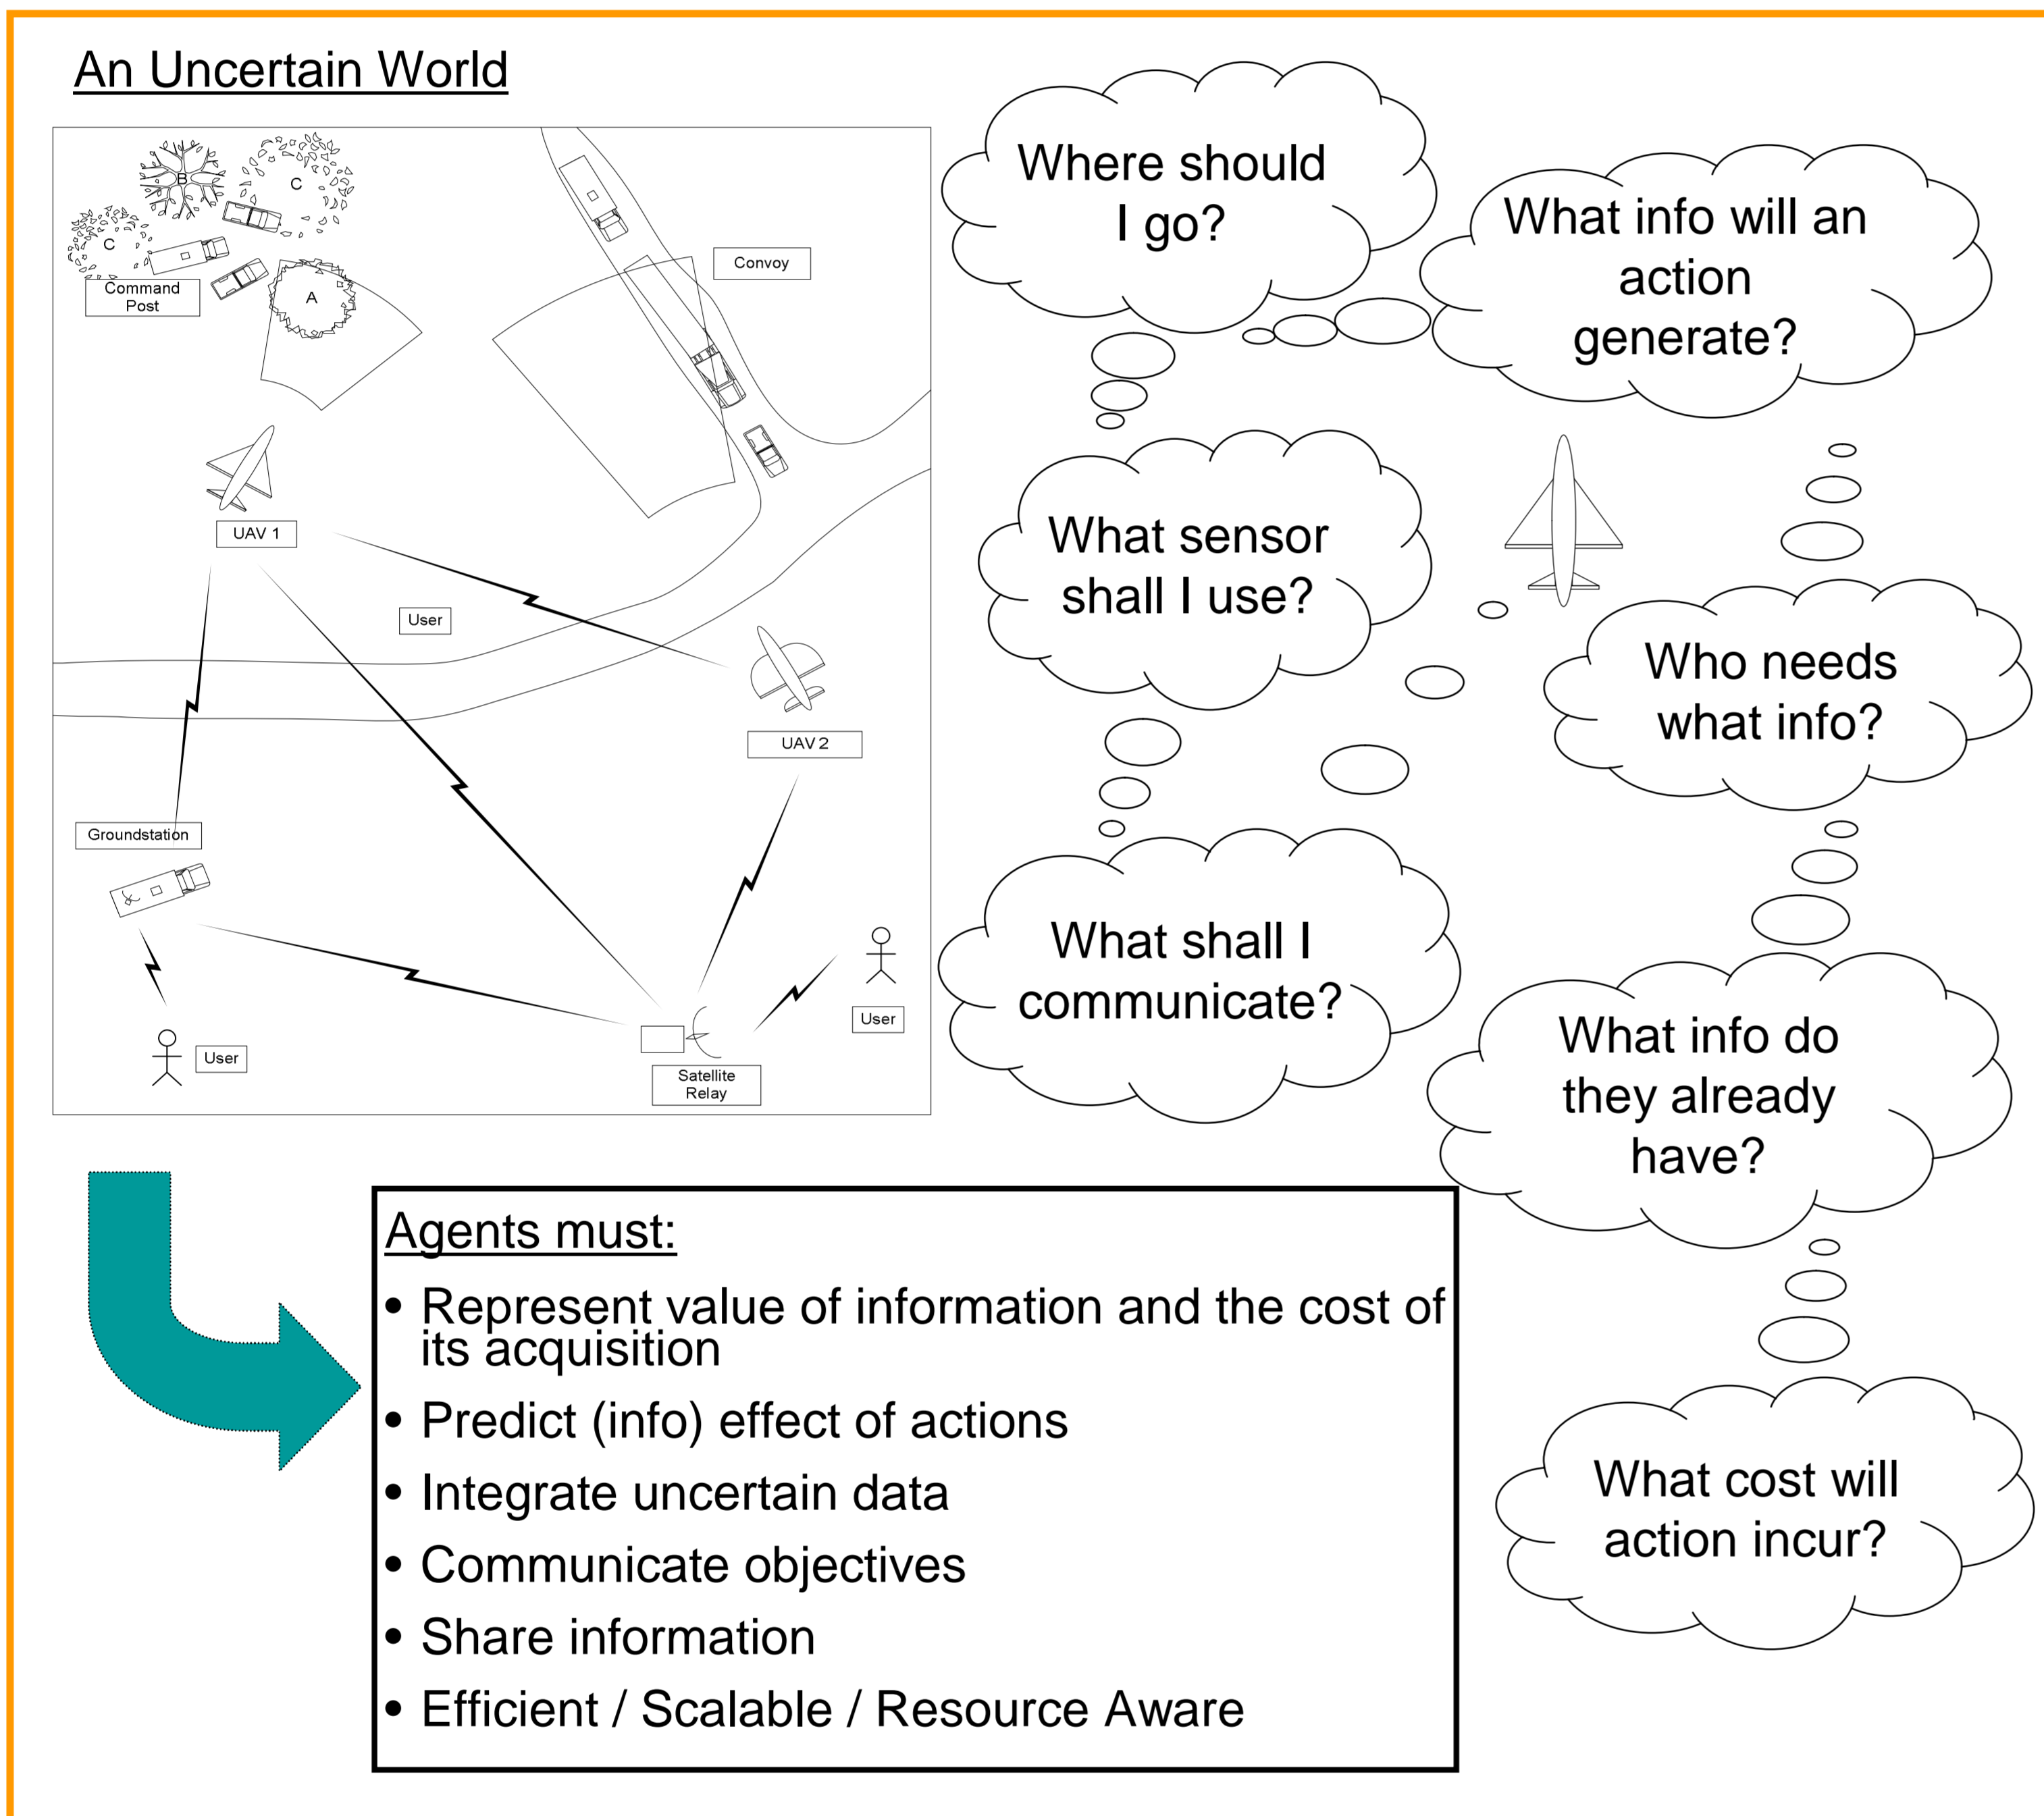 An Uncertain World
B
C
C
A
Command
Post
Convoy
UAV 1
User
UAV 2
Groundstation
User
User
Satellite
Relay
Where should
I go?
What info will an
action
generate?
What sensor
shall I use?
Who needs
what info?
What shall I
communicate?
What info do
they already
have?
What cost will
action incur?
Agents must:
• Represent value of information and the cost of
its acquisition
• Predict (info) effect of actions
• Integrate uncertain data
• Communicate objectives
• Share information
• Efficient / Scalable / Resource Aware